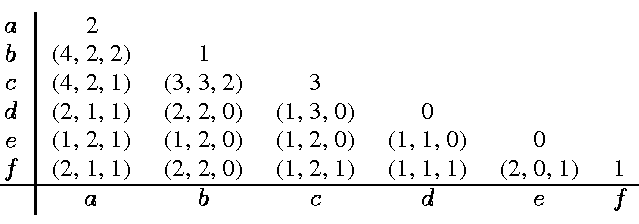 a 2
b (4, 2, 2) 1
c (4, 2, 1) (3, 3, 2) 3
d (2, 1, 1) (2, 2, 0) (1, 3, 0) 0
e (1, 2, 1) (1, 2, 0) (1, 2, 0) (1, 1, 0) 0
f (2, 1, 1) (2, 2, 0) (1, 2, 1) (1, 1, 1) (2, 0, 1) 1
a b c d e f